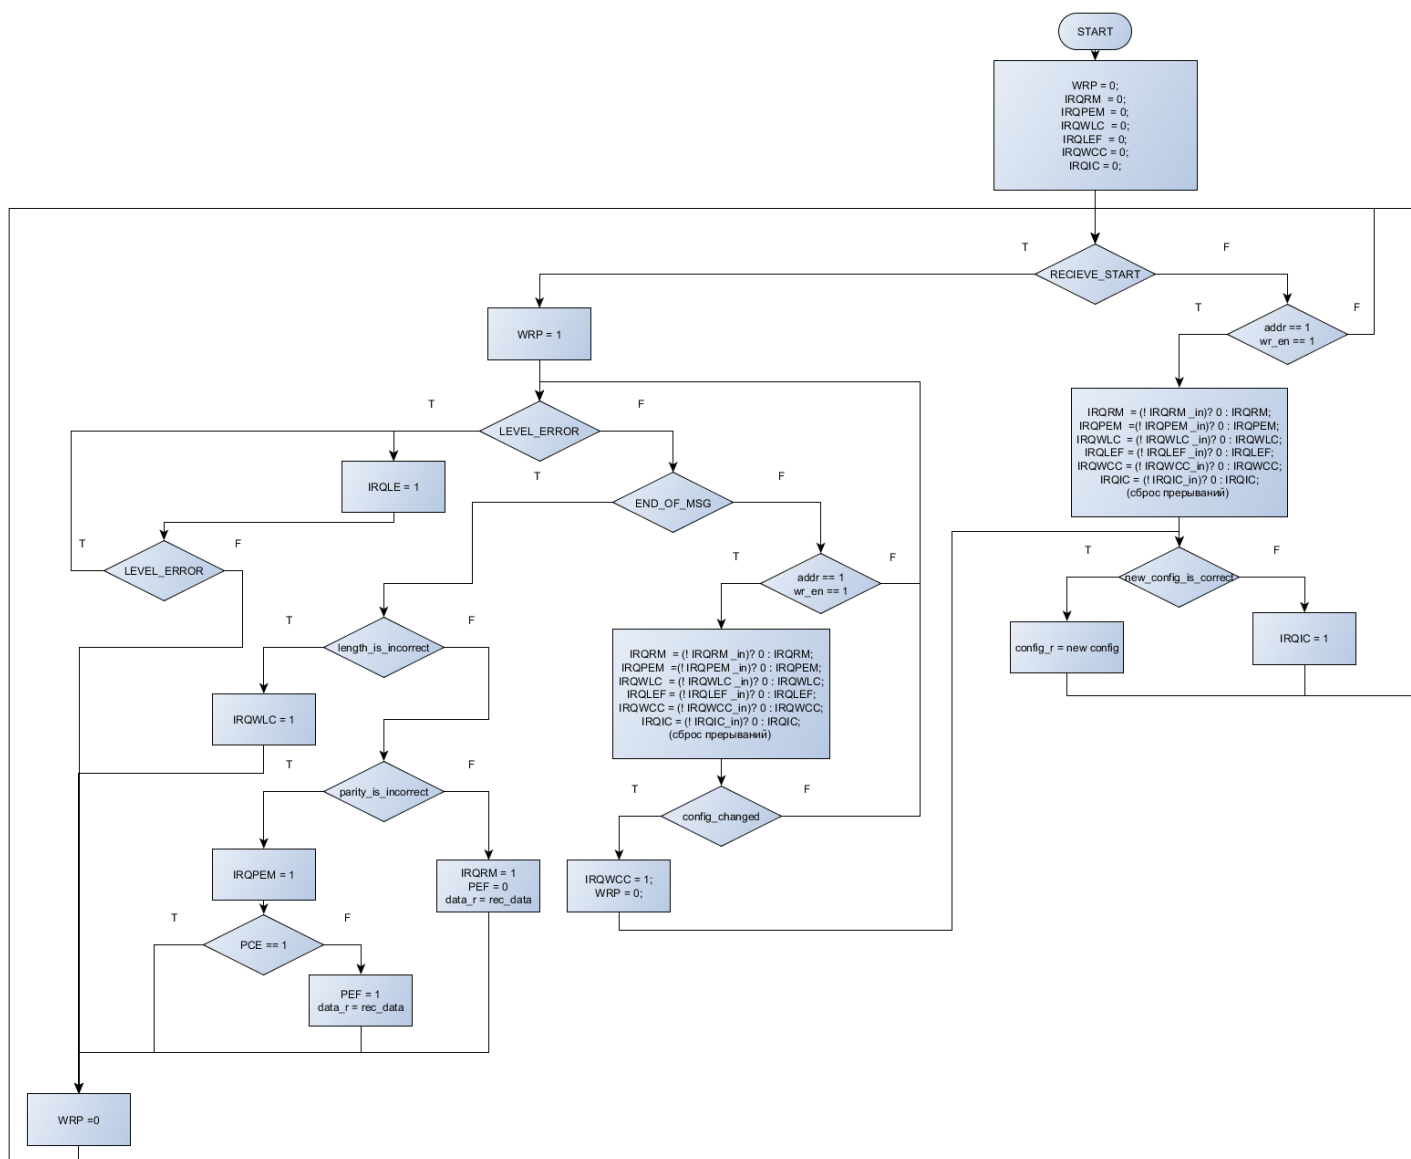 START
WRP = 0;
IRQRM = 0;
IRQPEM = 0;
IRQWLC = 0;
IRQLEF = 0;
IRQWCC = 0;
IRQIC = 0;
T
F
RECIEVE_START
WRP = 1
T
F
addr == 1
wr_en == 1
T
F
LEVEL_ERROR
IRQRM = (! IRQRM _in)? 0 : IRQRM;
IRQPEM =(! IRQPEM _in)? 0 : IRQPEM;
IRQWLC = (! IRQWLC _in)? 0 : IRQWLC;
IRQLEF = (! IRQLEF _in)? 0 : IRQLEF;
IRQWCC = (! IRQWCC_in)? 0 : IRQWCC;
IRQIC = (! IRQIC_in)? 0 : IRQIC;
(сброс прерываний)
IRQLE = 1
T
F
END_OF_MSG
T
F
LEVEL_ERROR
T
F
addr == 1
wr_en == 1
T
F
new_config_is_correct
T
F
length_is_incorrect
config_r = new config
IRQIC = 1
IRQRM = (! IRQRM _in)? 0 : IRQRM;
IRQPEM =(! IRQPEM _in)? 0 : IRQPEM;
IRQWLC = (! IRQWLC _in)? 0 : IRQWLC;
IRQLEF = (! IRQLEF _in)? 0 : IRQLEF;
IRQWCC = (! IRQWCC_in)? 0 : IRQWCC;
IRQIC = (! IRQIC_in)? 0 : IRQIC;
(сброс прерываний)
IRQWLC = 1
T
F
parity_is_incorrect
T
F
config_changed
IRQPEM = 1
IRQRM = 1
PEF = 0
data_r = rec_data
IRQWCC = 1;
WRP = 0;
T
F
PCE == 1
PEF = 1
data_r = rec_data
WRP =0